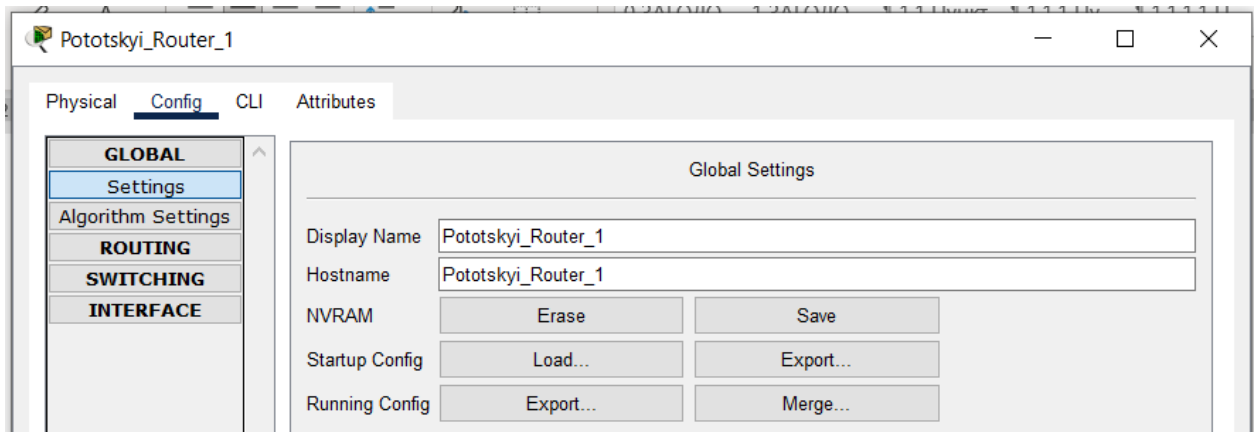 Pototskyi_Router_1
Physical Config CLI Attributes
GLOBAL
Settings
Algorithm Settings
ROUTING
SWITCHING
INTERFACE
Global Settings
Display Name Pototskyi_Router_1
Hostname Pototskyi_Router_1
NVRAM Erase Save
Startup Config Load... Export...
Running Config Export... Merge...